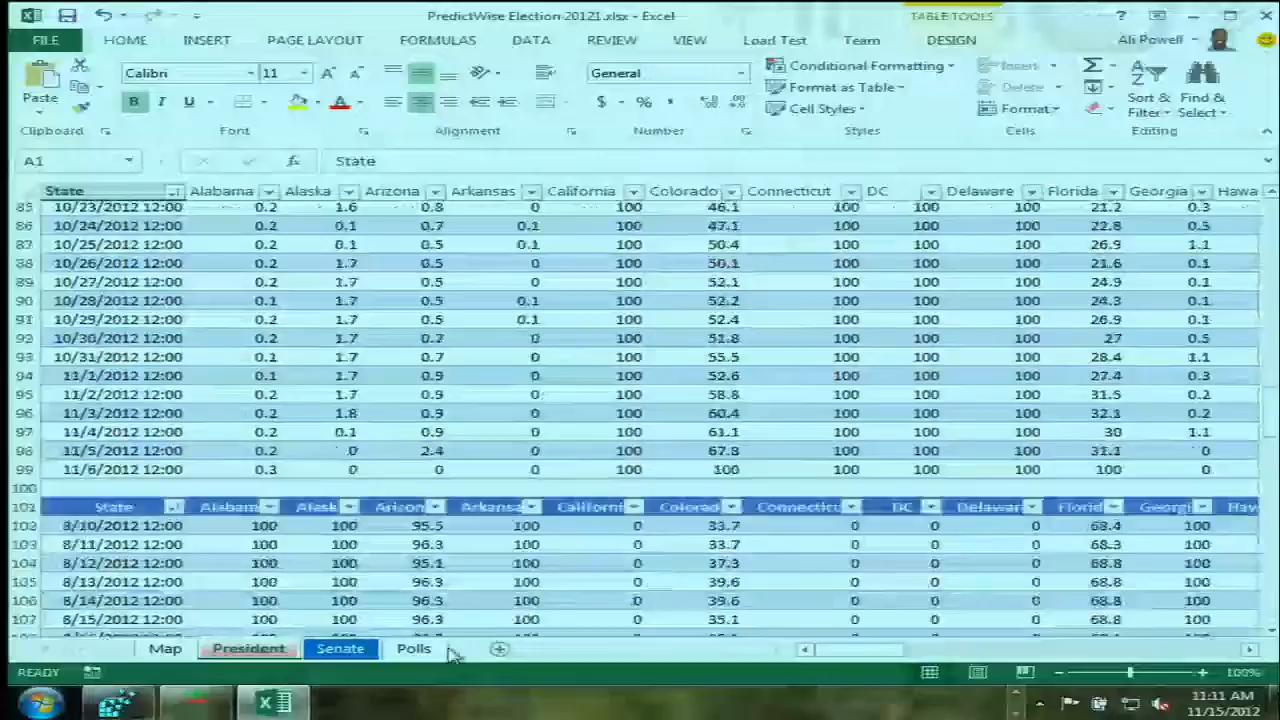 PredictWise Election 20121.xlsx - Excel
TABLE TOOLS
FILE HOME INSERT PAGE LAYOUT FORMULAS DATA REVIEW VIEW Load Test Team DESIGN Ali Powell
Calibri 11 General Conditional Formatting Insert
Paste B I U $ % Format as Table Delete Sort & Filter Find & Select
Cell Styles Format
Clipboard Font Alignment Number Styles Cells Editing
A1 fx State
State Alabama Alaska Arizona Arkansas California Colorado Connecticut DC Delaware Florida Georgia Hawa
85 10/23/2012 12:00 0.2 1.6 0.8 0 100 46.1 100 100 100 21.2 0.3
86 10/24/2012 12:00 0.2 0.1 0.7 0.1 100 47.1 100 100 100 22.8 0.3
87 10/25/2012 12:00 0.2 0.1 0.5 0.1 100 50.4 100 100 100 26.9 1.1
88 10/26/2012 12:00 0.2 1.7 0.5 0 100 50.1 100 100 100 21.6 0.1
89 10/27/2012 12:00 0.2 1.7 0.5 0 100 52.1 100 100 100 24.9 0.1
90 10/28/2012 12:00 0.1 1.7 0.5 0.1 100 52.2 100 100 100 24.3 0.1
91 10/29/2012 12:00 0.2 1.7 0.5 0.1 100 52.4 100 100 100 26.9 0.1
92 10/30/2012 12:00 0.2 1.7 0.7 0 100 51.8 100 100 100 27 0.5
93 10/31/2012 12:00 0.1 1.7 0.7 0 100 55.5 100 100 100 28.4 1.1
94 11/1/2012 12:00 0.1 1.7 0.9 0 100 52.6 100 100 100 27.4 0.3
95 11/2/2012 12:00 0.2 1.7 0.9 0 100 58.8 100 100 100 31.5 0.2
96 11/3/2012 12:00 0.2 1.8 0.9 0 100 60.4 100 100 100 32.1 0.2
97 11/4/2012 12:00 0.2 0.1 0.9 0 100 61.1 100 100 100 30 1.1
98 11/5/2012 12:00 0.2 0 2.4 0 100 67.8 100 100 100 31.1 0
99 11/6/2012 12:00 0.3 0 0 0 100 100 100 100 100 100 0
100
101 State Alabam Alask Arizon Arkansa Californi Colorad Connecticu DC Delawar Florid Georgi Haw
102 8/10/2012 12:00 100 100 95.5 100 0 33.7 0 0 0 68.4 100
103 8/11/2012 12:00 100 100 96.3 100 0 33.7 0 0 0 68.3 100
104 8/12/2012 12:00 100 100 95.1 100 0 37.3 0 0 0 68.8 100
105 8/13/2012 12:00 100 100 96.3 100 0 39.6 0 0 0 68.8 100
106 8/14/2012 12:00 100 100 96.3 100 0 39.6 0 0 0 68.8 100
107 8/15/2012 12:00 100 100 96.3 100 0 35.1 0 0 0 68.8 100
Map President Senate Polls
READY 100%
11:11 AM
11/15/2012